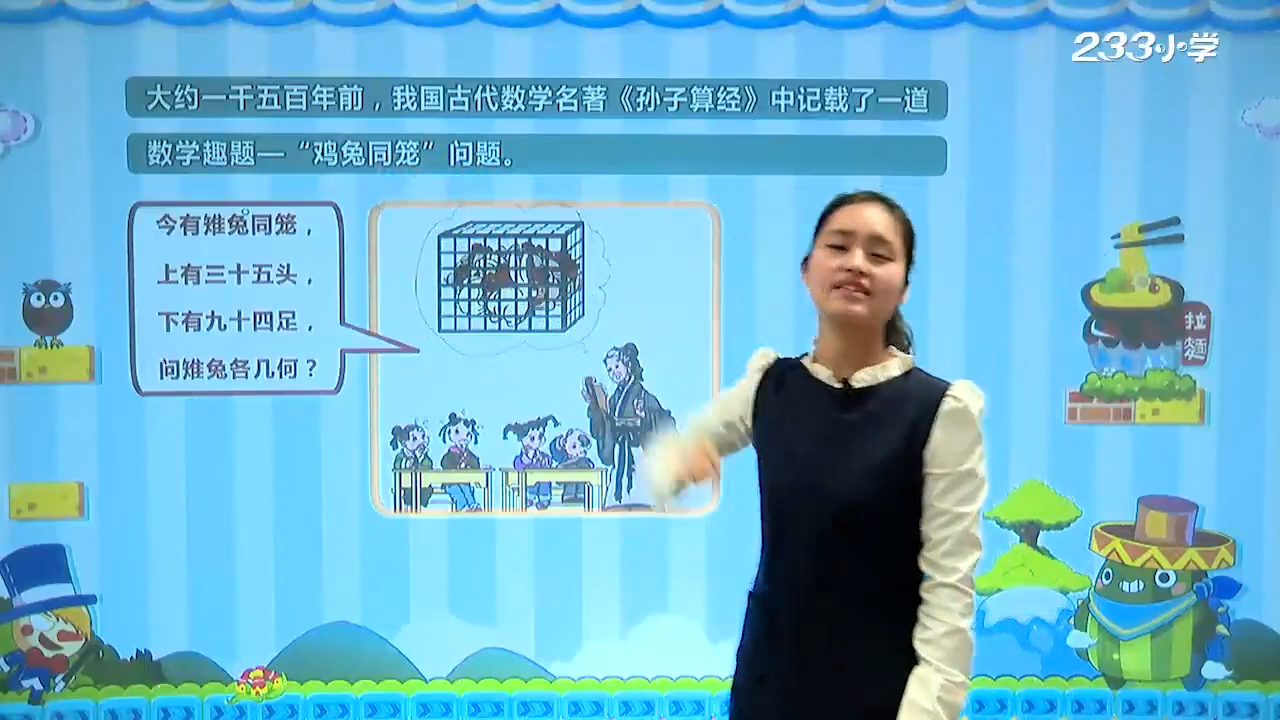 233小学
大约一千五百年前，我国古代数学名著《孙子算经》中记载了一道
数学趣题—“鸡兔同笼”问题。
今有雉兔同笼，
上有三十五头，
下有九十四足，
问雉兔各几何？
拉
麵